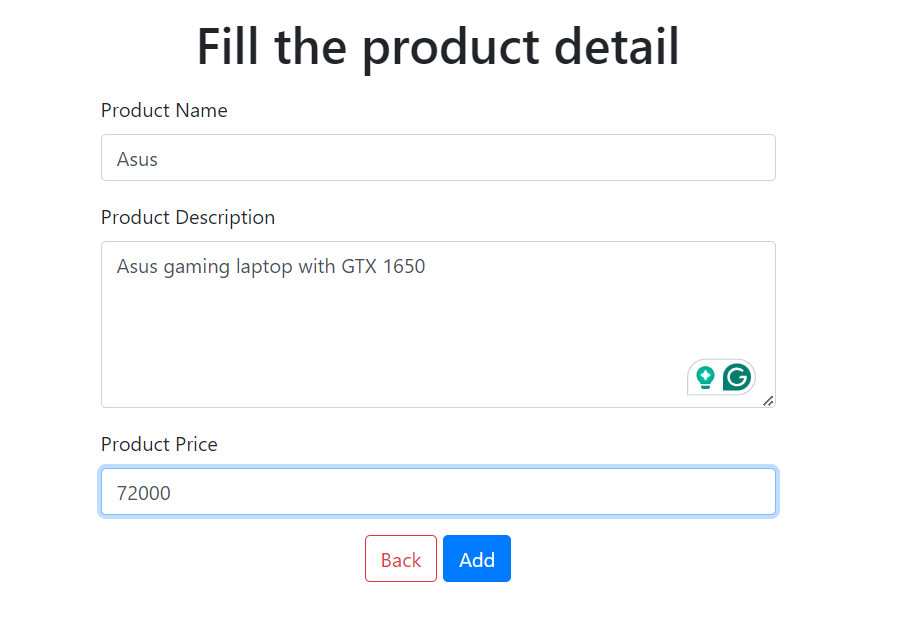 Fill the product detail
Product Name
Asus
Product Description
Asus gaming laptop with GTX 1650
Product Price
72000
Back Add